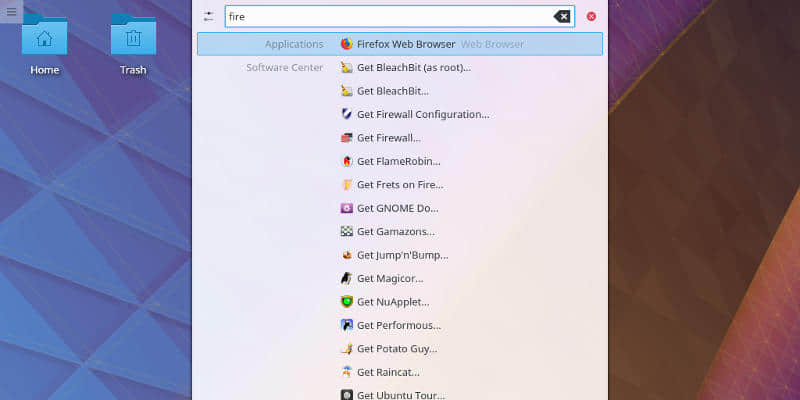 fire
Home
Trash
Applications Firefox Web Browser Web Browser
Software Center Get BleachBit (as root)...
Get BleachBit...
Get Firewall Configuration...
Get Firewall...
Get FlameRobin...
Get Frets on Fire...
Get GNOME Do...
Get Gamazons...
Get Jump'n'Bump...
Get Magicor...
Get NuApplet...
Get Performous...
Get Potato Guy...
Get Raincat...
Get Ubuntu Tour...